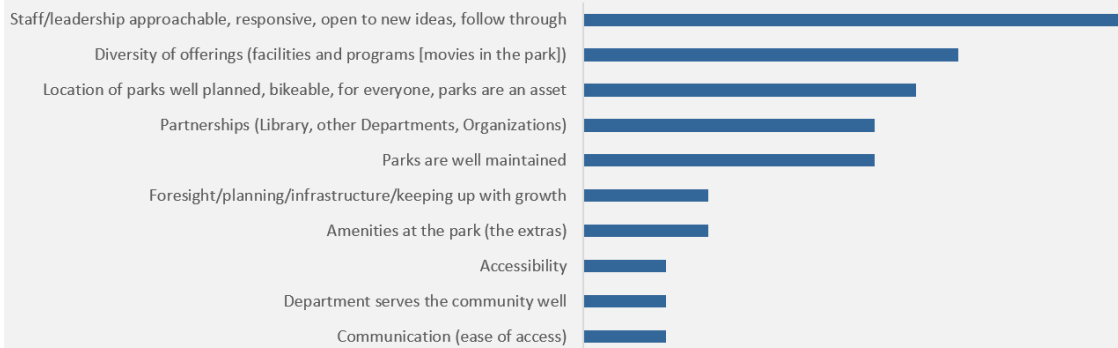 Staff/leadership approachable, responsive, open to new ideas, follow through
Diversity of offerings (facilities and programs [movies in the park])
Location of parks well planned, bikeable, for everyone, parks are an asset
Partnerships (Library, other Departments, Organizations)
Parks are well maintained
Foresight/planning/infrastructure/keeping up with growth
Amenities at the park (the extras)
Accessibility
Department serves the community well
Communication (ease of access)